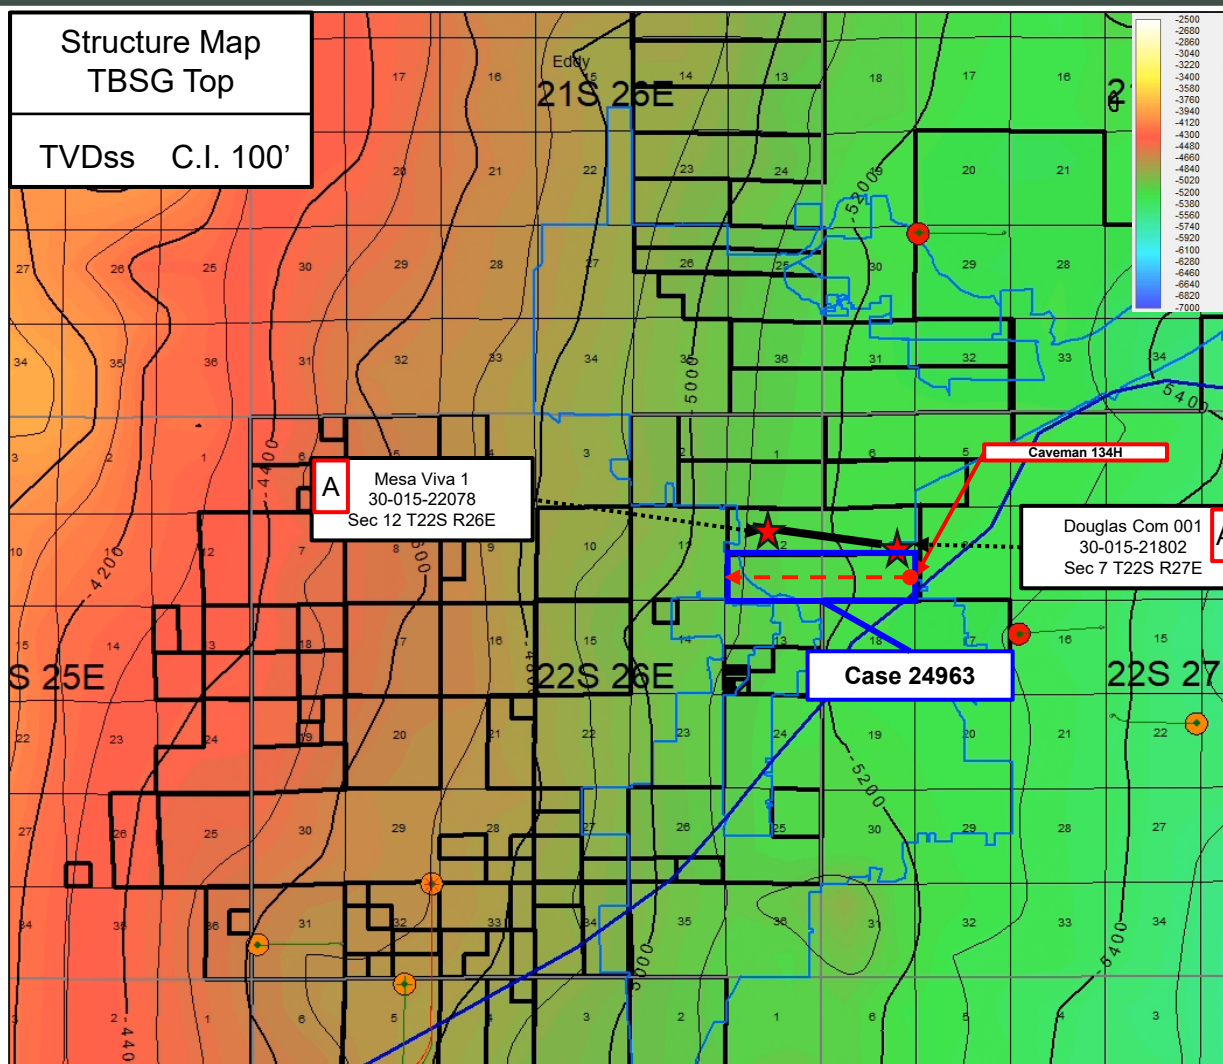 Structure Map
TBSG Top
TVDss C.I. 100'
-2500
-2680
-2860
-3040
-3220
-3400
-3580
-3760
-3940
-4120
-4300
-4480
-4660
-4840
-5020
-5200
-5380
-5560
-5740
-5920
-6100
-6280
-6460
-6640
-6820
-7000
Eddy
17 16 15 14 13 18 17 16
21S 26E
20 21 22 23 24 19 20 21
-5200
27 26 25 30 29 28 27 26 25 30 29 28
34 35 36 31 32 33 34 35 36 31 32 33 34
-5000
-5400
3 2 1 6 5 3 2 1 6 5
-4400
Caveman 134H
A
Mesa Viva 1
30-015-22078
Sec 12 T22S R26E
Douglas Com 001
30-015-21802
Sec 7 T22S R27E
10 12 7 8 9 10 11 12
-4200
15 14 13 18 17 16 15 14 13 18 17 16 15
S 25E
22S 26E
22S 27
Case 24963
22 23 24 19 20 21 22 23 24 19 20 21 22
-5200
27 26 25 30 29 28 27 26 25 30 29 28 27
34 35 36 31 32 33 34 35 36 31 32 33 34
-5400
5000
3 2 1 6 5 4 3 2 1 6 5 4 3
-440